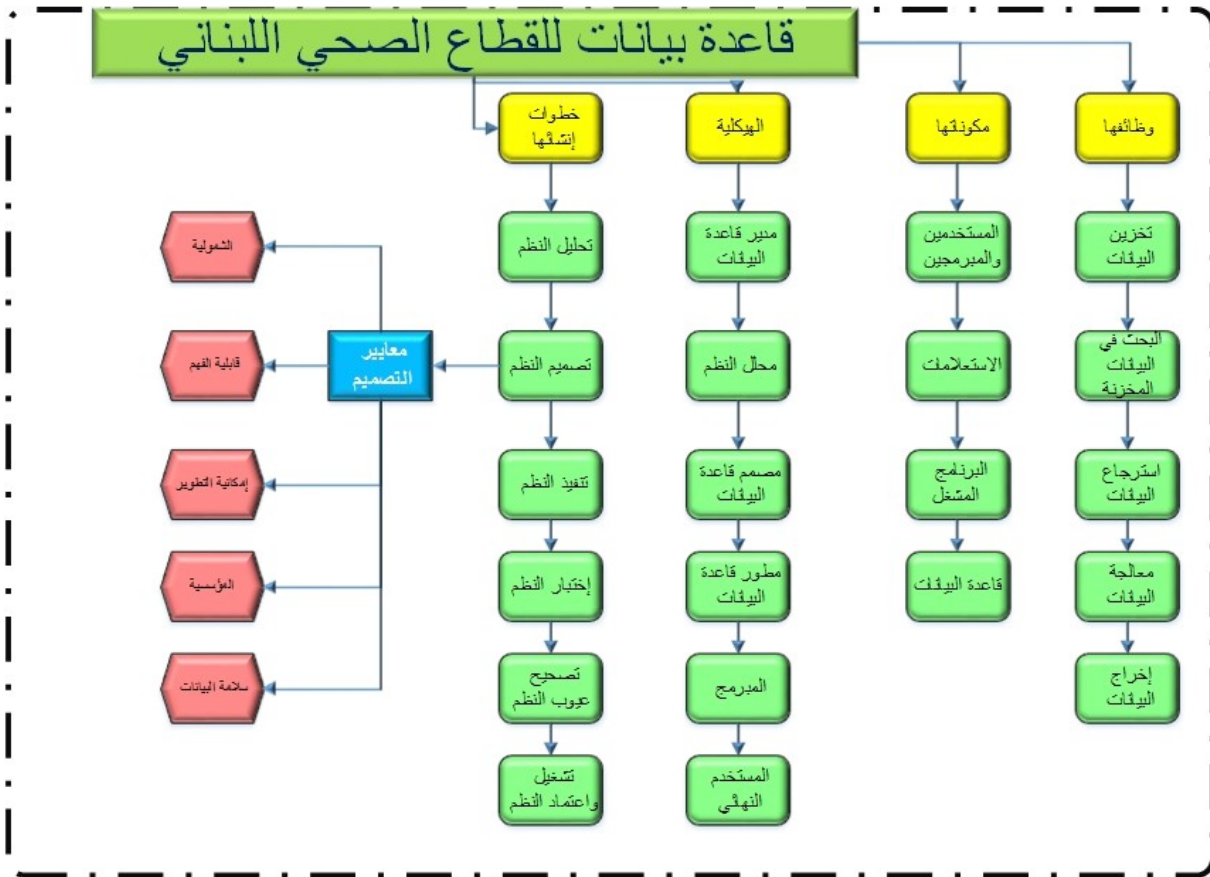 قاعدة بيانات للقطاع الصحي اللبناني
وظائفها
تخزين
البيانات
البحث في
البيانات
المخزنة
استرجاع
البيانات
معالجة
البيانات
إخراج
البيانات
مكوناتها
المستخدمين
والمبرمجين
الاستعلامات
البرنامج
المشغل
قاعدة البيانات
الهيكلية
مدير قاعدة
البيانات
محلل النظم
مصمم قاعدة
البيانات
مطور قاعدة
البيانات
المبرمج
المستخدم
النهائي
خطوات
إنشائها
تحليل النظم
تصميم النظم
تنفيذ النظم
إختبار النظم
تصحيح
عيوب النظم
تشغيل
واعتماد النظم
معايير
التصميم
الشمولية
قابلية الفهم
إمكانية التطوير
المؤسسية
سلامة البيانات